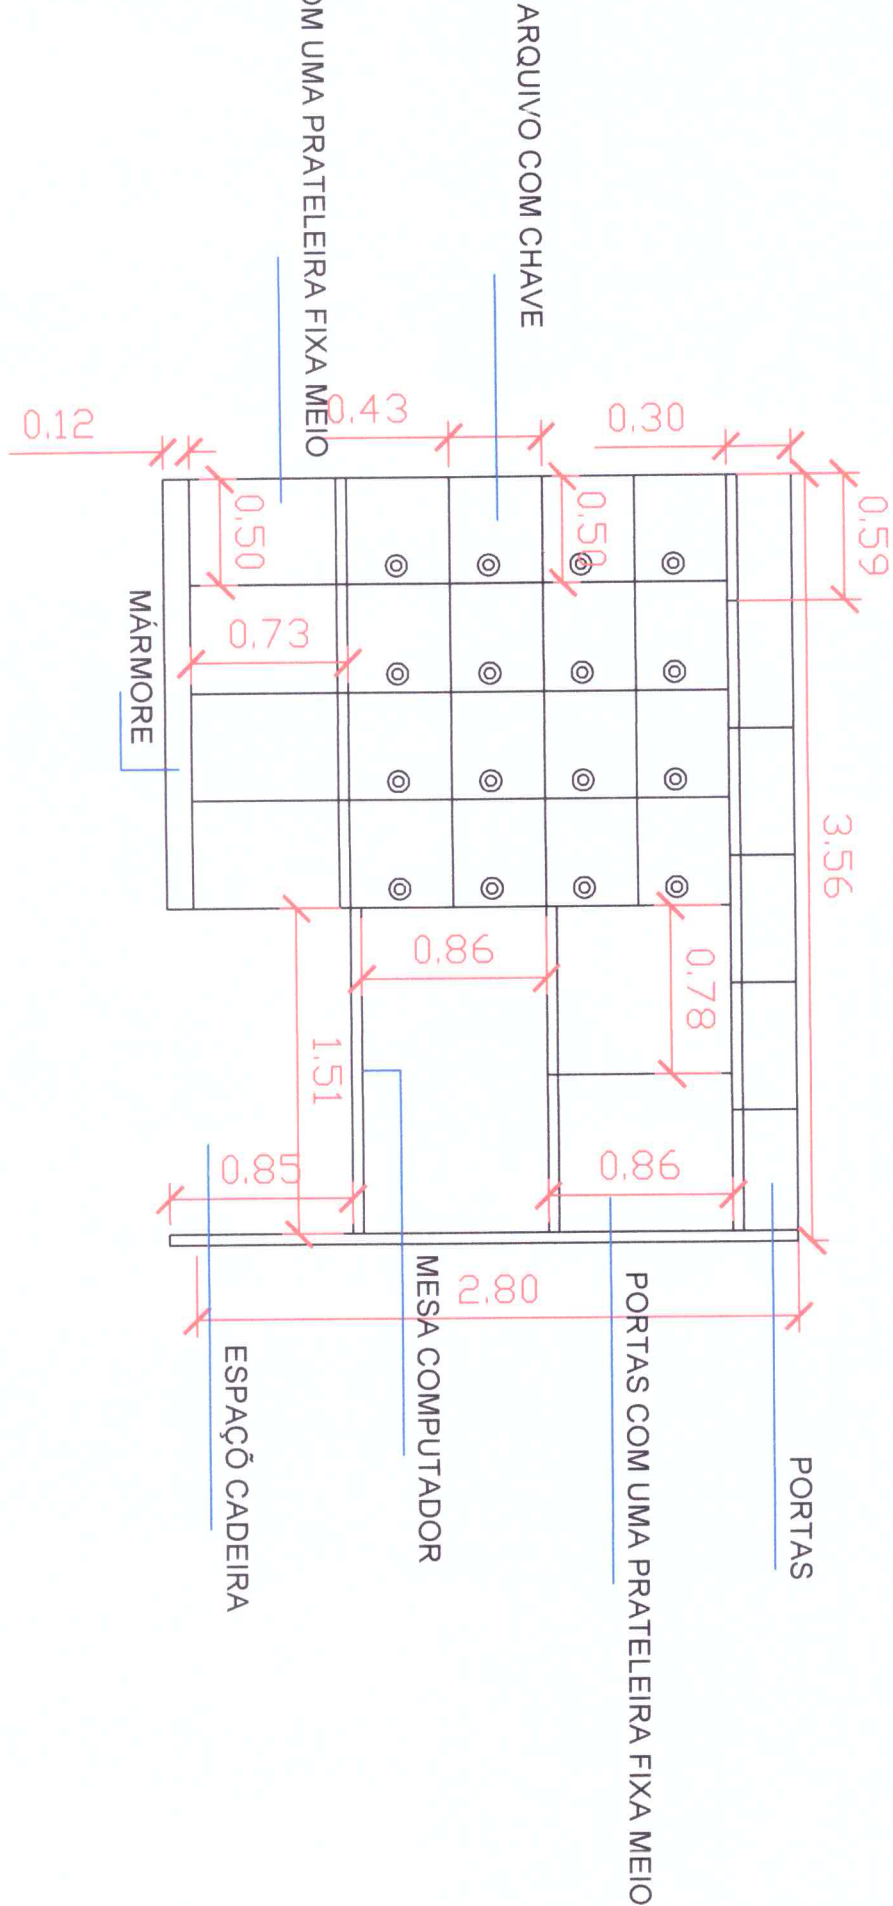 PORTAS
0.59
3.56
0.30
PORTAS COM UMA PRATELEIRA FIXA MEIO
0.78
0.86
0.50
ARQUIVO COM CHAVE
2.80
0.86
MESA COMPUTADOR
0.43
OM UMA PRATELEIRA FIXA MEIO
1.51
0.73
0.85
0.50
ESPAÇÕ CADEIRA
MÁRMORE
0.12